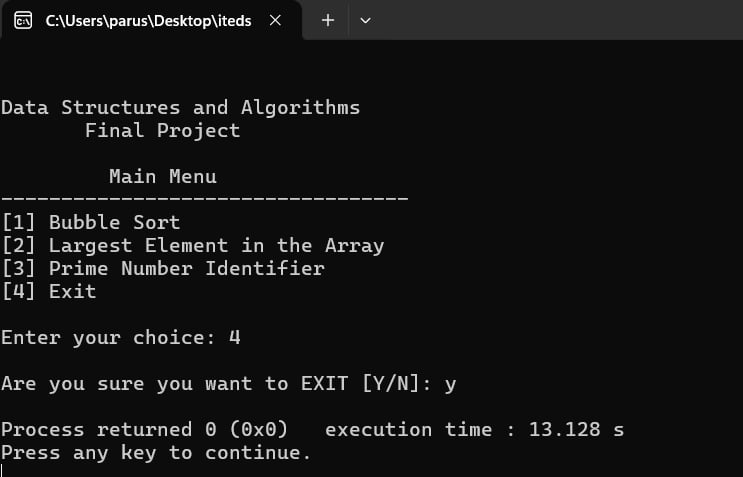 C:\Users\parus\Desktop\iteds
Data Structures and Algorithms
Final Project
Main Menu
----------------------------------
[1] Bubble Sort
[2] Largest Element in the Array
[3] Prime Number Identifier
[4] Exit
Enter your choice: 4
Are you sure you want to EXIT [Y/N]: y
Process returned 0 (0x0)   execution time : 13.128 s
Press any key to continue.